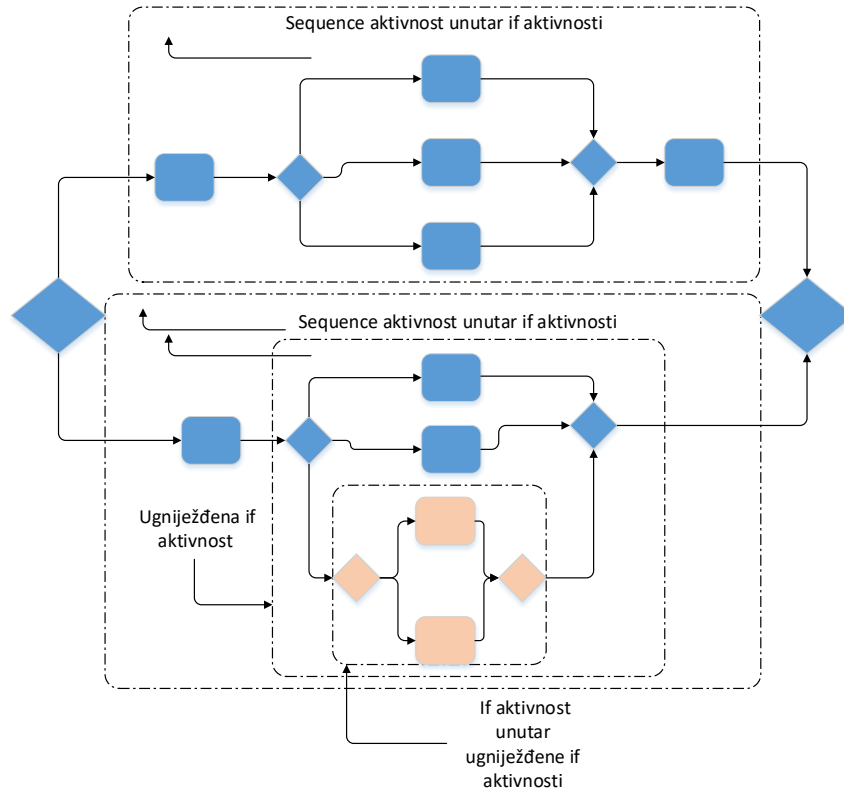 Sequence aktivnost unutar if aktivnosti
Sequence aktivnost unutar if aktivnosti
Ugniježđena if
aktivnost
If aktivnost
unutar
ugniježđene if
aktivnosti